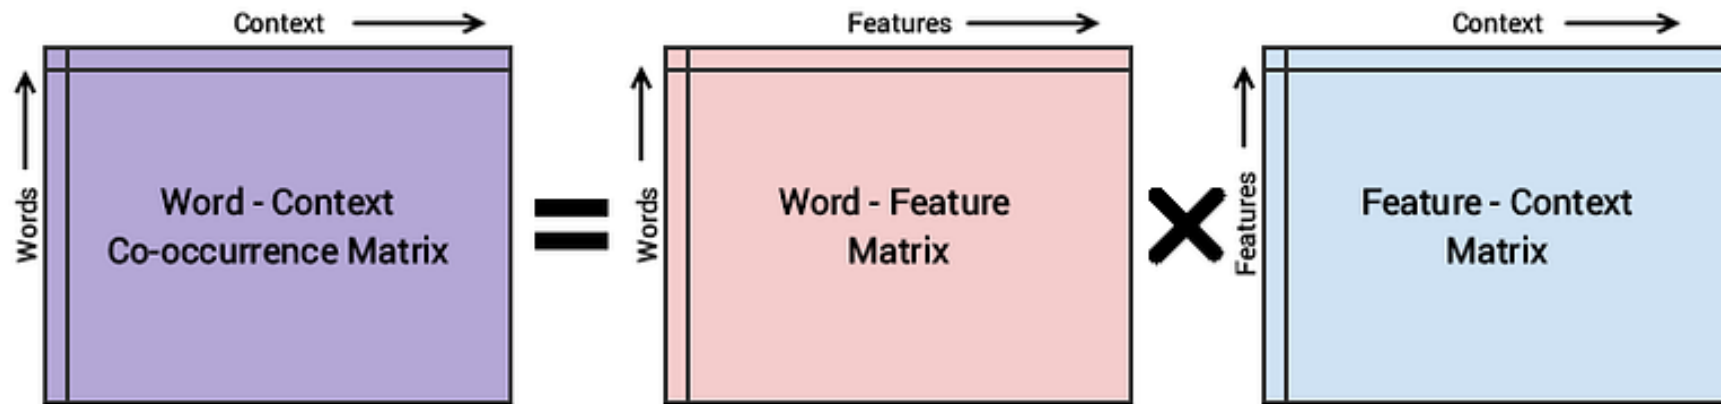 Context
Words
Word - Context
Co-occurrence Matrix
Features
Words
Word - Feature
Matrix
Context
Features
Feature - Context
Matrix